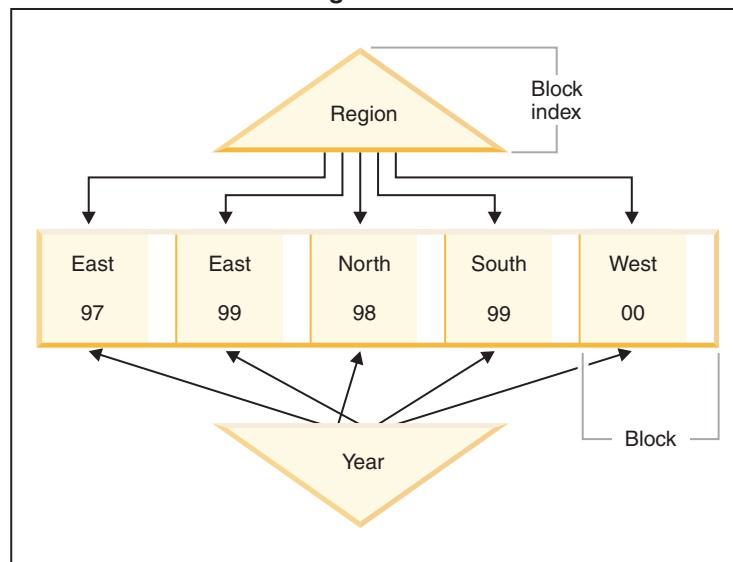 g
Region
Block
index
East
East
North
South
West
97
99
98
99
00
Year
Block